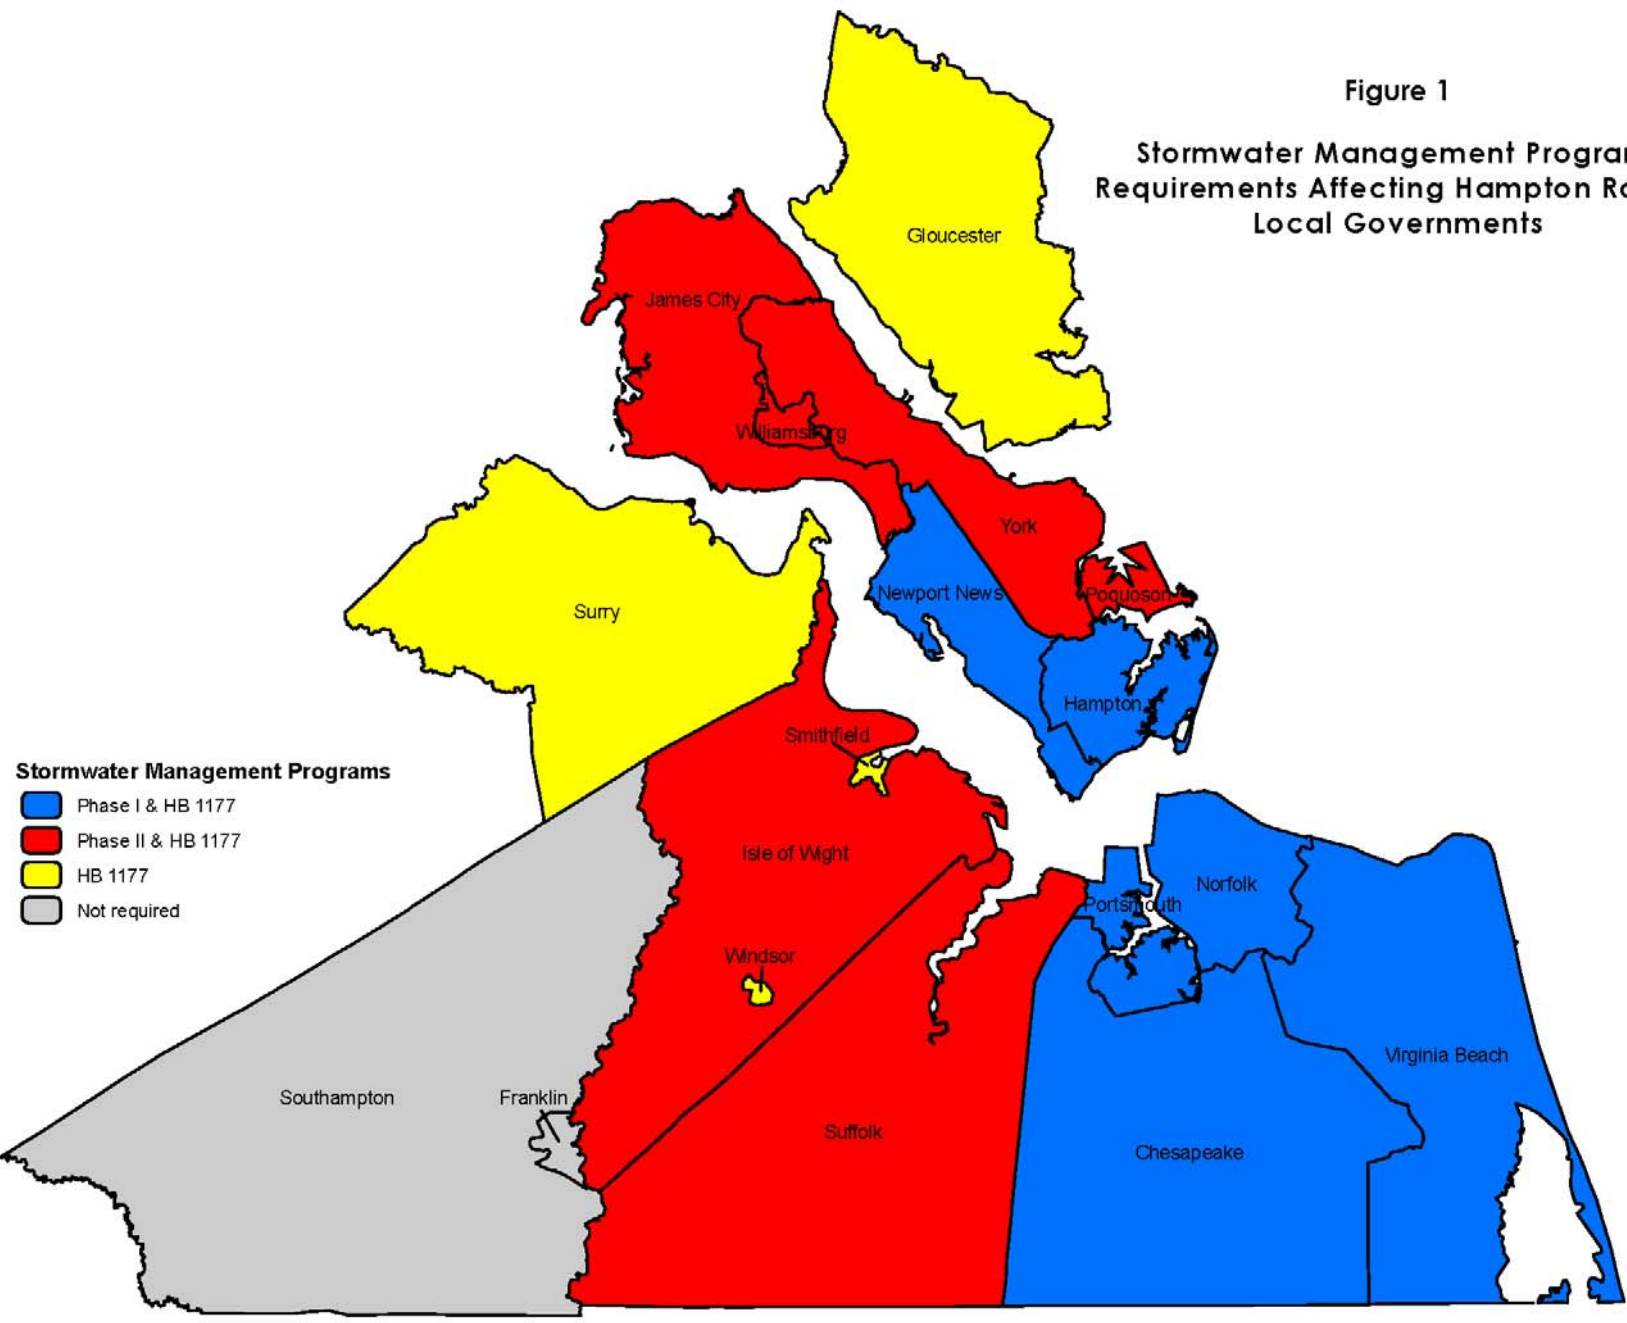 Figure 1
Stormwater Management Progra
Requirements Affecting Hampton Ro
Local Governments
Gloucester
James City
Williamsburg
York
Newport News
Poquoson
Surry
Hampton
Smithfield
Stormwater Management Programs
Phase I & HB 1177
Phase II & HB 1177
HB 1177
Not required
Isle of Wight
Norfolk
Portsmouth
Windsor
Virginia Beach
Southampton
Franklin
Suffolk
Chesapeake